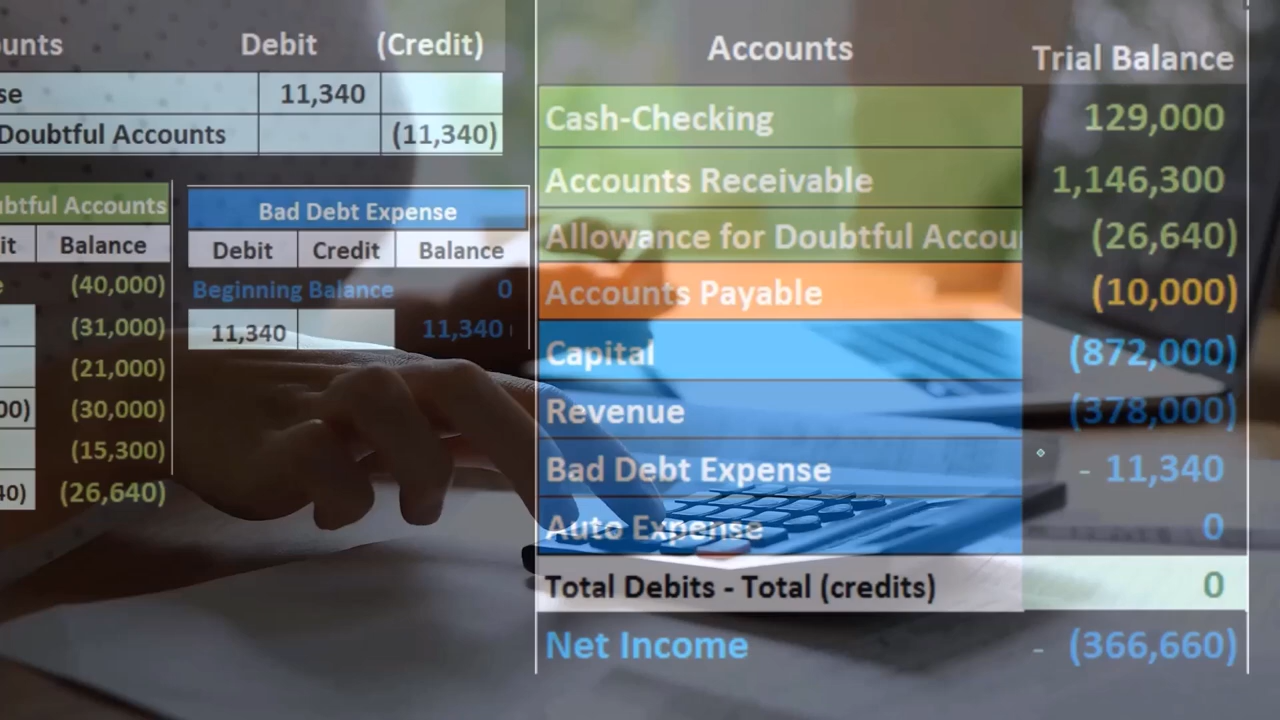 unts Debit (Credit)
se 11,340
Doubtful Accounts (11,340)
ubtful Accounts
it Balance
e (40,000)
(31,000)
(21,000)
00) (30,000)
(15,300)
40) (26,640)
Bad Debt Expense
Debit Credit Balance
Beginning Balance 0
11,340 11,340
Accounts Trial Balance
Cash-Checking 129,000
Accounts Receivable 1,146,300
Allowance for Doubtful Accou (26,640)
Accounts Payable (10,000)
Capital (872,000)
Revenue (378,000)
Bad Debt Expense - 11,340
Auto Expense 0
Total Debits - Total (credits) 0
Net Income - (366,660)